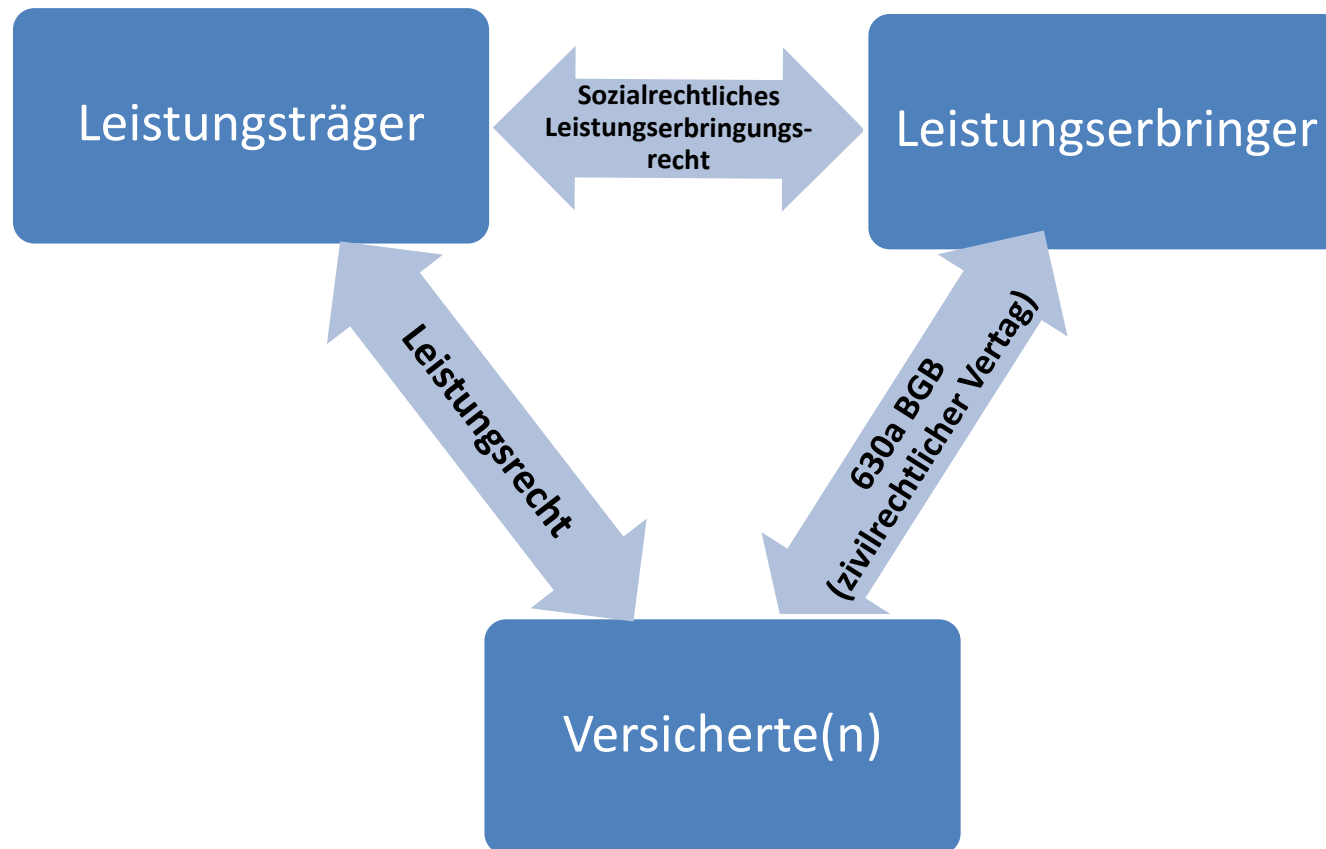 Leistungsträger
Sozialrechtliches
Leistungserbringungs-
recht
Leistungserbringer
Leistungsrecht
630a BGB
(zivilrechtlicher Vertag)
Versicherte(n)